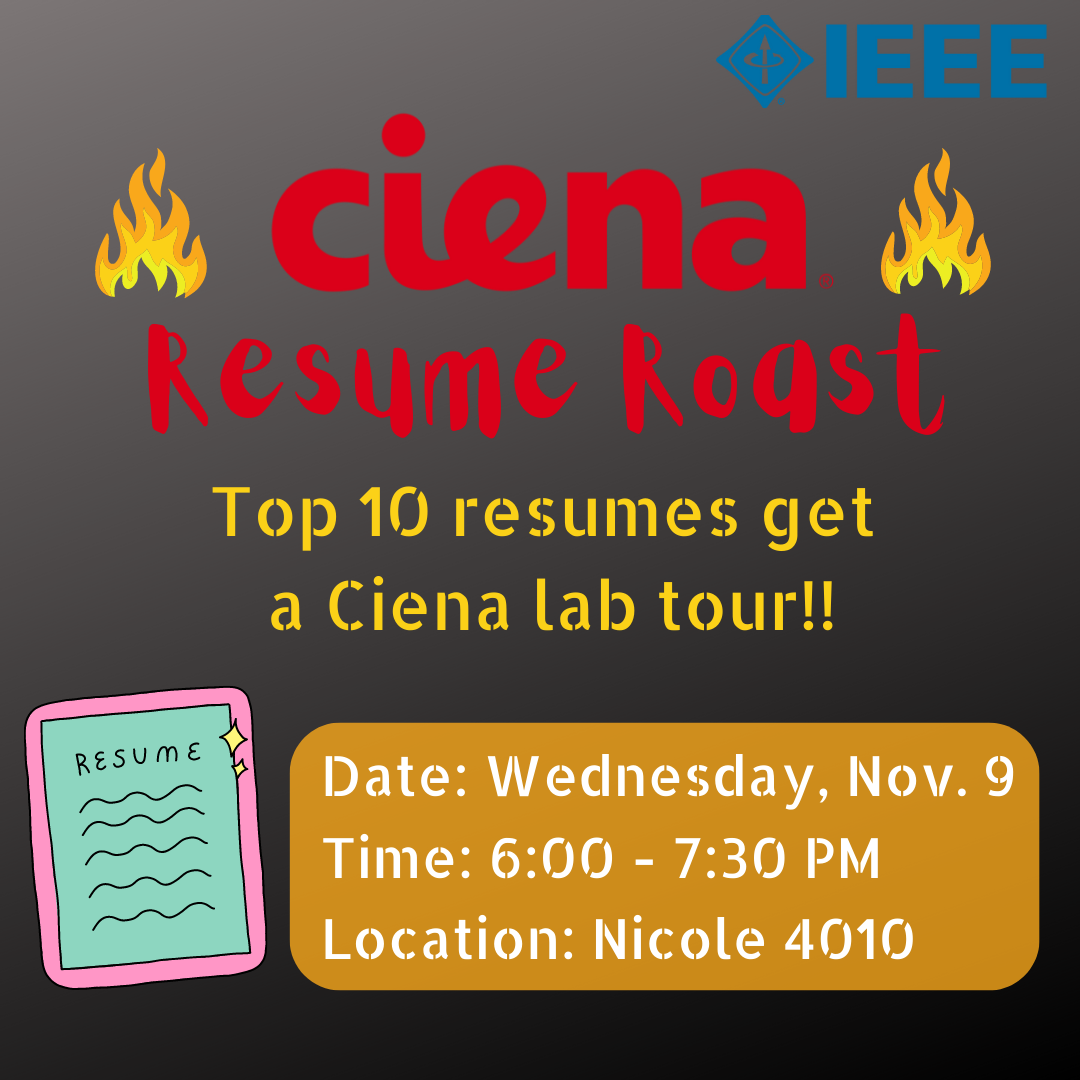 IEEE
ciena®
Resume Roast
Top 10 resumes get
a Ciena lab tour!!
RESUME
Date: Wednesday, Nov. 9
Time: 6:00 - 7:30 PM
Location: Nicole 4010